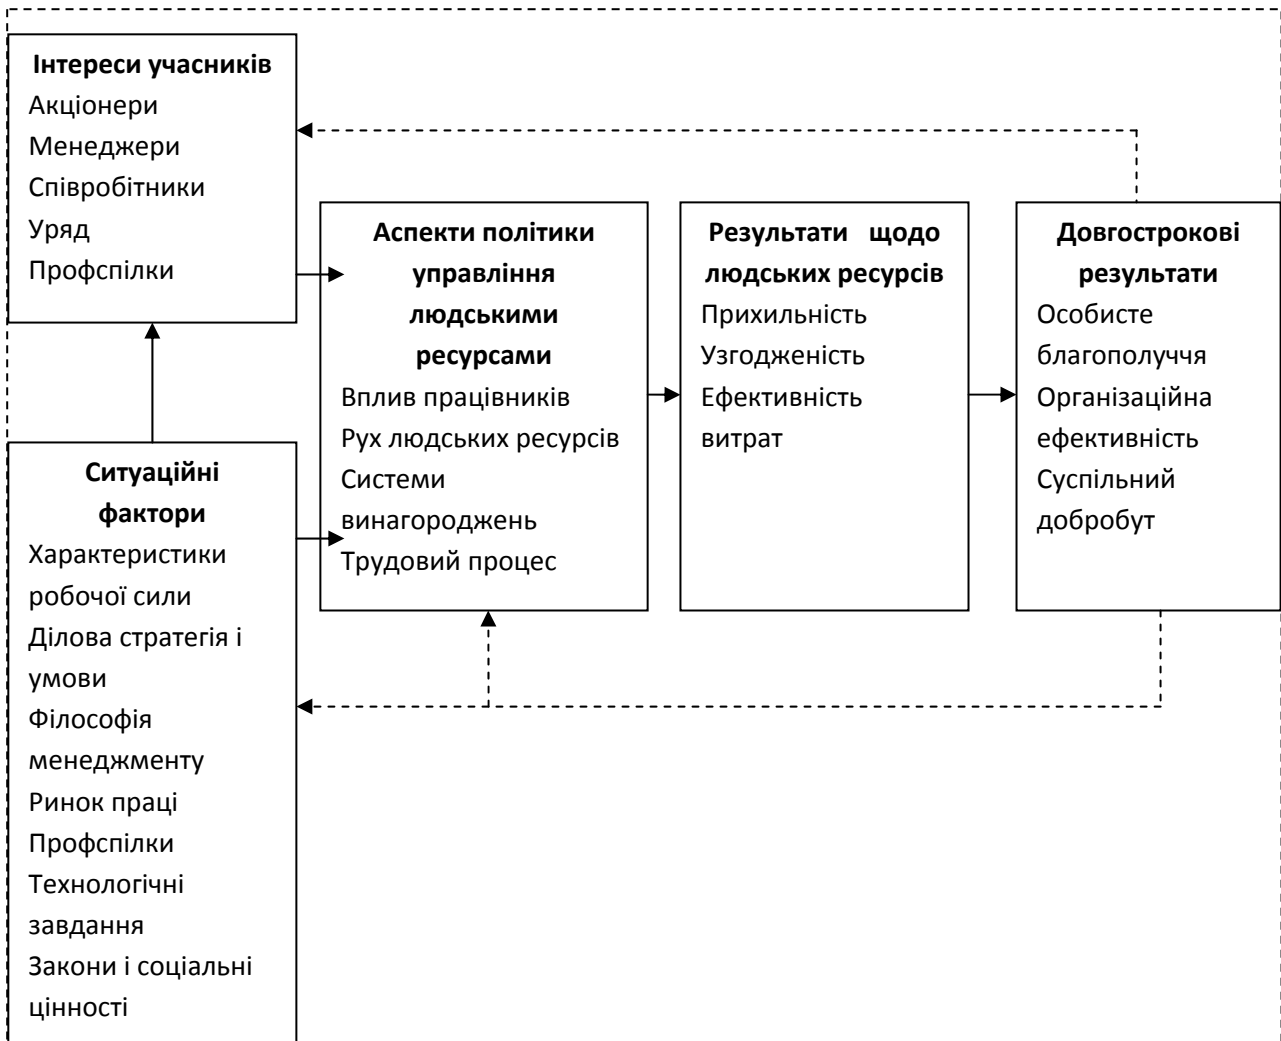 Інтереси учасників
Акціонери
Менеджери
Співробітники
Уряд
Профспілки
Ситуаційні
фактори
Характеристики
робочої сили
Ділова стратегія і
умови
Філософія
менеджменту
Ринок праці
Профспілки
Технологічні
завдання
Закони і соціальні
цінності
Аспекти політики
управління
людськими
ресурсами
Вплив працівників
Рух людських ресурсів
Системи
винагороджень
Трудовий процес
Результати щодо
людських ресурсів
Прихильність
Узгодженість
Ефективність
витрат
Довгострокові
результати
Особисте
благополуччя
Організаційна
ефективність
Суспільний
добробут